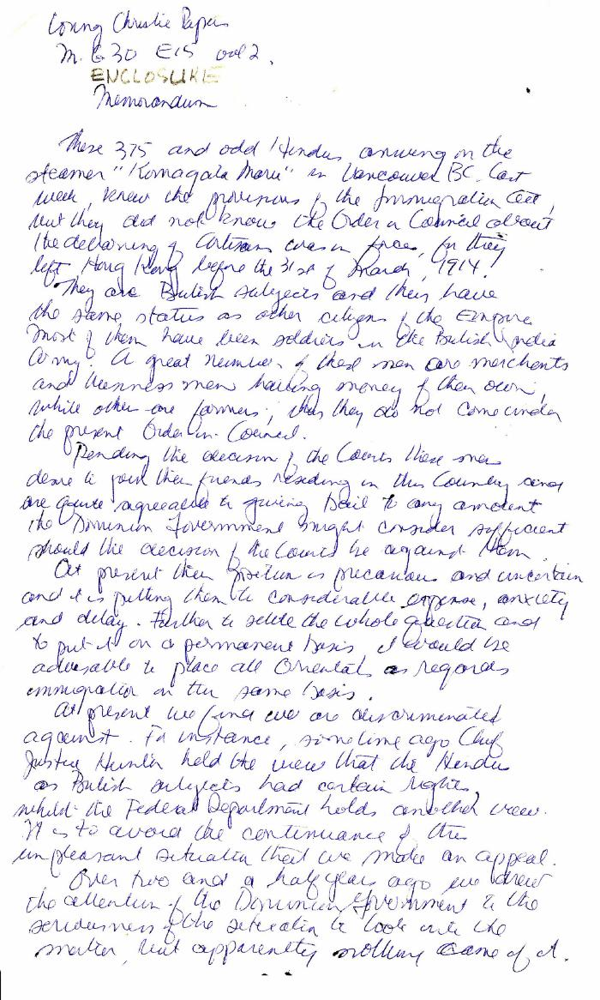 Loring Christie Papers
M.G 30 E15 vol 2.
ENCLOSURE
Memorandum
These 375 and odd Hindus arriving on the
steamer "Komagata Maru" in Vancouver BC. last
week, knew the provisions of the Immigration Act,
but they did not know the Order in Council about
the debarring of Artisans was in force, for they
left Hong Kong before the 31st of March, 1914!
They are British subjects and they have
the same status as other citizens of the Empire
most of them have been soldiers in the British India
Army. A great number of these men are merchants
and business men having money of their own,
while other are farmers; thus they do not come under
the present Order-in-Council.
Pending the decision of the Courts these men
desire to join their friends residing in this Country and
are quite agreeable to giving bail to any amount
the Dominion Government might consider sufficient
should the decision of the Courts be against them.
At present their position is precarious and uncertain
and it is putting them to considerable expense, anxiety
and delay. Further to settle the whole question and
to put it on a permanent basis it would be
advisable to place all Orientals as regards
immigration on the same basis.
At present we find we are discriminated
against. For instance, sometime ago Chief
Justice Hunter held the view that the Hindus
as British subjects had certain rights
whilst the Federal Department holds another view.
It is to avoid the continuance of this
unpleasant situation that we make an appeal.
Over two and a half years ago we drew
the attention of the Dominion Government to the
seriousness of the situation to look into the
matter, but apparently nothing came of it.